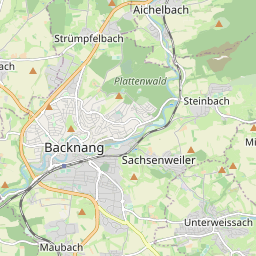 Aichelbach
Strümpfelbach
Plattenwald
Steinbach
Backnang
Sachsenweiler
Unterweissach
Maubach